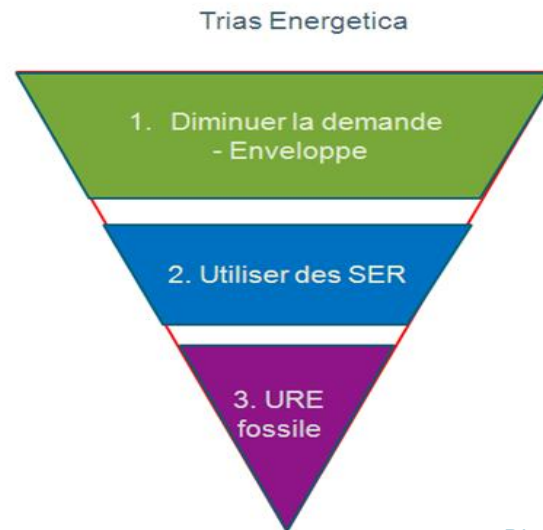 Trias Energetica
1. Diminuer la demande
- Enveloppe
2. Utiliser des SER
3. URE
fossile